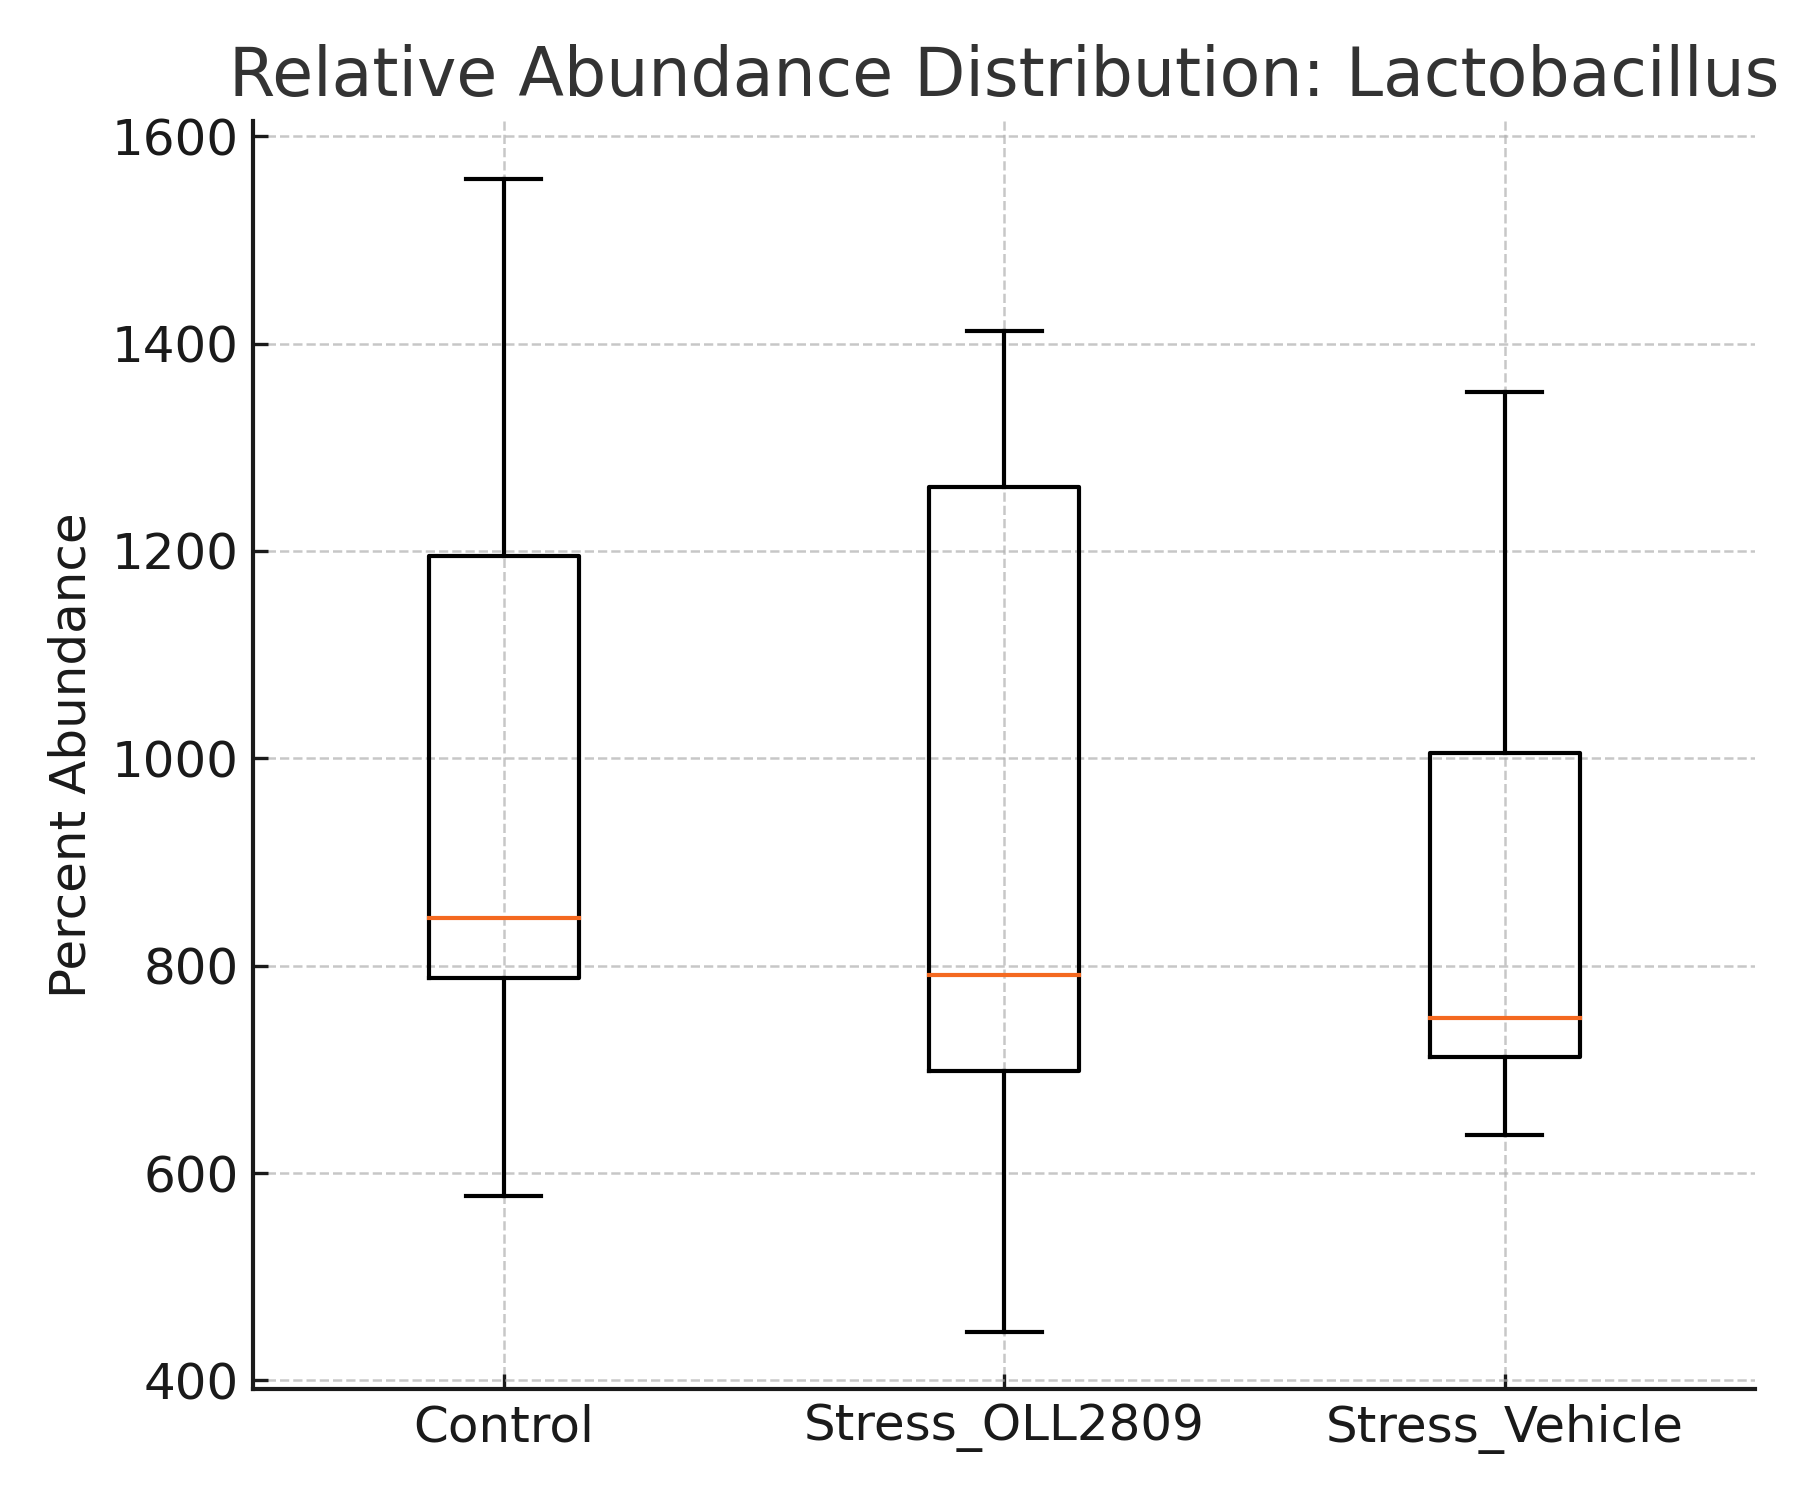 Relative Abundance Distribution: Lactobacillus
Percent Abundance
1600
1400
1200
1000
800
600
400
Control
Stress_OLL2809
Stress_Vehicle